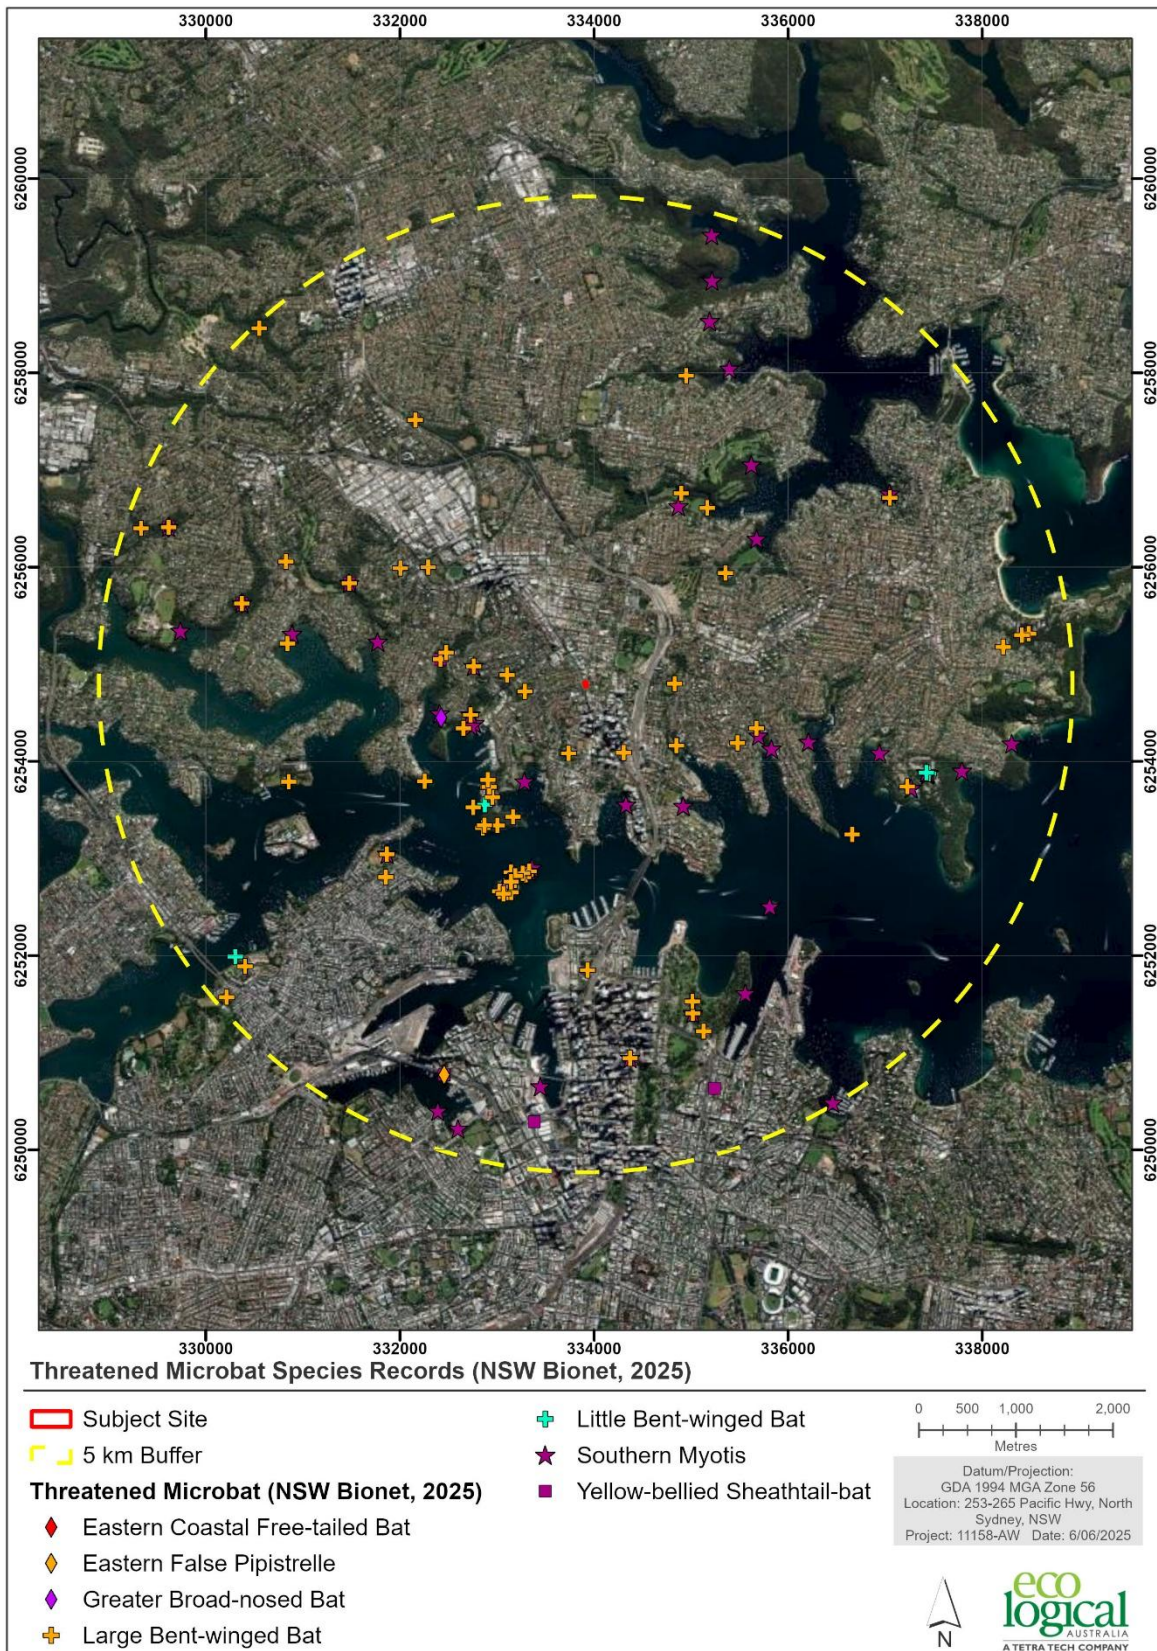 330000 332000 334000 336000 338000
6260000 6260000
6258000 6258000
6256000 6256000
6254000 6254000
6252000 6252000
6250000 6250000
330000 332000 334000 336000 338000
Threatened Microbat Species Records (NSW Bionet, 2025)
Subject Site
5 km Buffer
Threatened Microbat (NSW Bionet, 2025)
Eastern Coastal Free-tailed Bat
Eastern False Pipistrelle
Greater Broad-nosed Bat
Large Bent-winged Bat
Little Bent-winged Bat
Southern Myotis
Yellow-bellied Sheathtail-bat
0 500 1,000 2,000
Metres
Datum/Projection:
GDA 1994 MGA Zone 56
Location: 253-265 Pacific Hwy, North
Sydney, NSW
Project: 11158-AW Date: 6/06/2025
N
eco
logical
AUSTRALIA
A TETRA TECH COMPANY